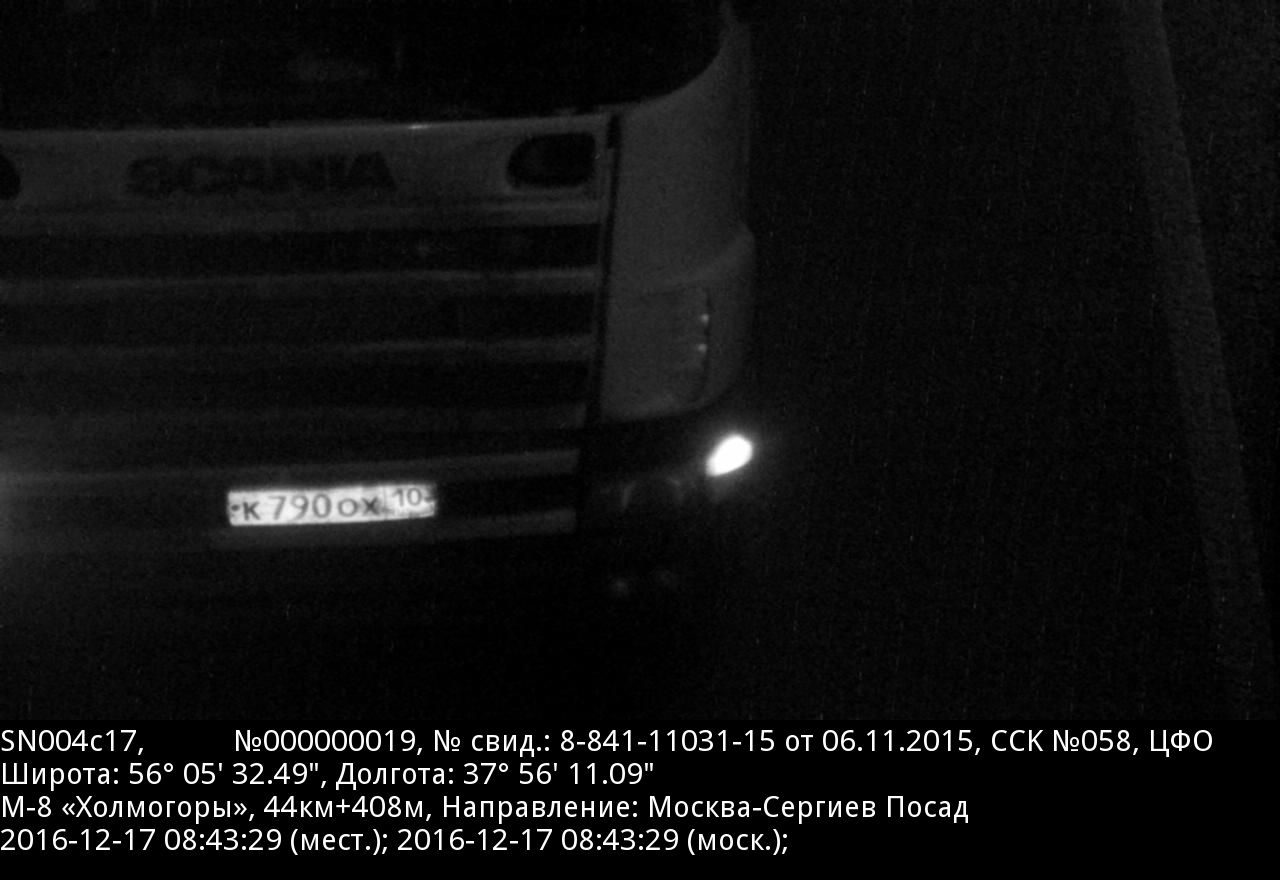 SCANIA
К790ОХ 10
SN004c17, №000000019, № свид.: 8-841-11031-15 от 06.11.2015, ССК №058, ЦФО
Широта: 56° 05' 32.49", Долгота: 37° 56' 11.09"
М-8 «Холмогоры», 44км+408м, Направление: Москва-Сергиев Посад
2016-12-17 08:43:29 (мест.); 2016-12-17 08:43:29 (моск.);